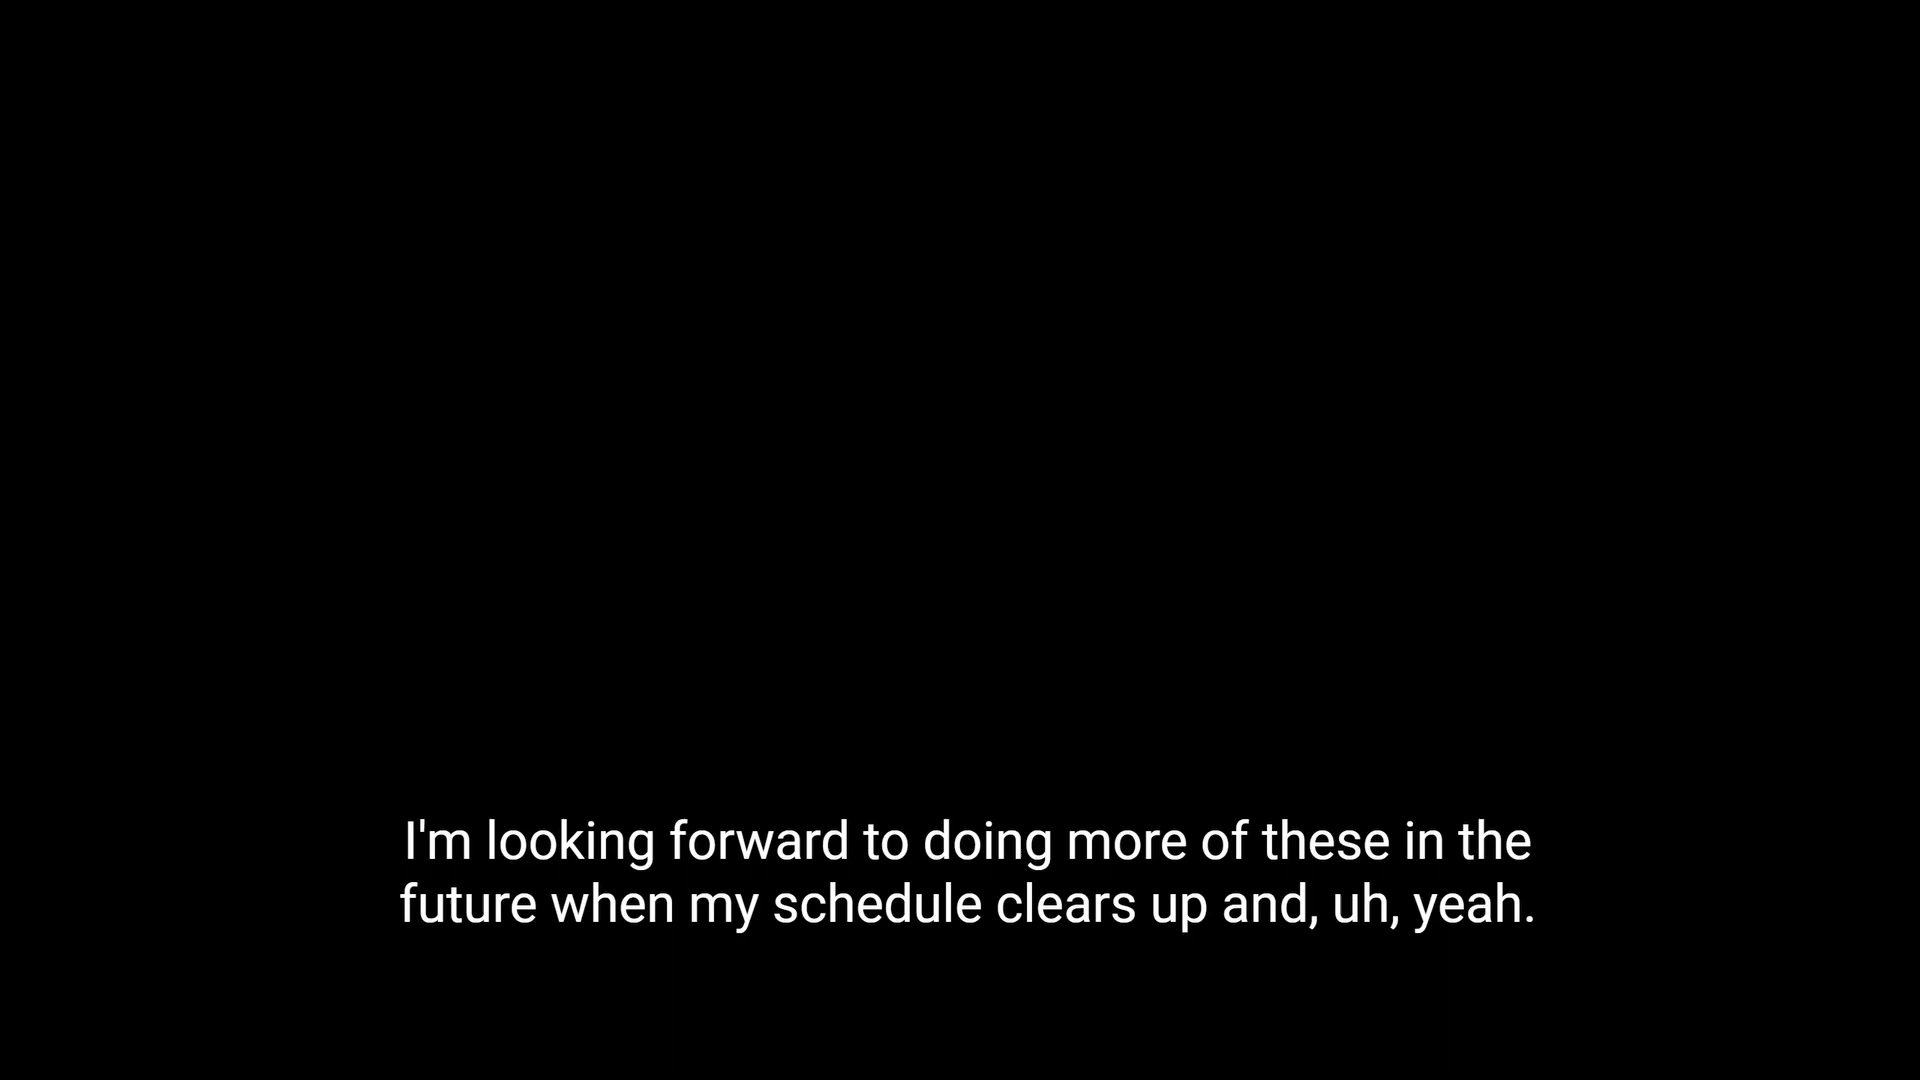 I'm looking forward to doing more of these in the
future when my schedule clears up and, uh, yeah.